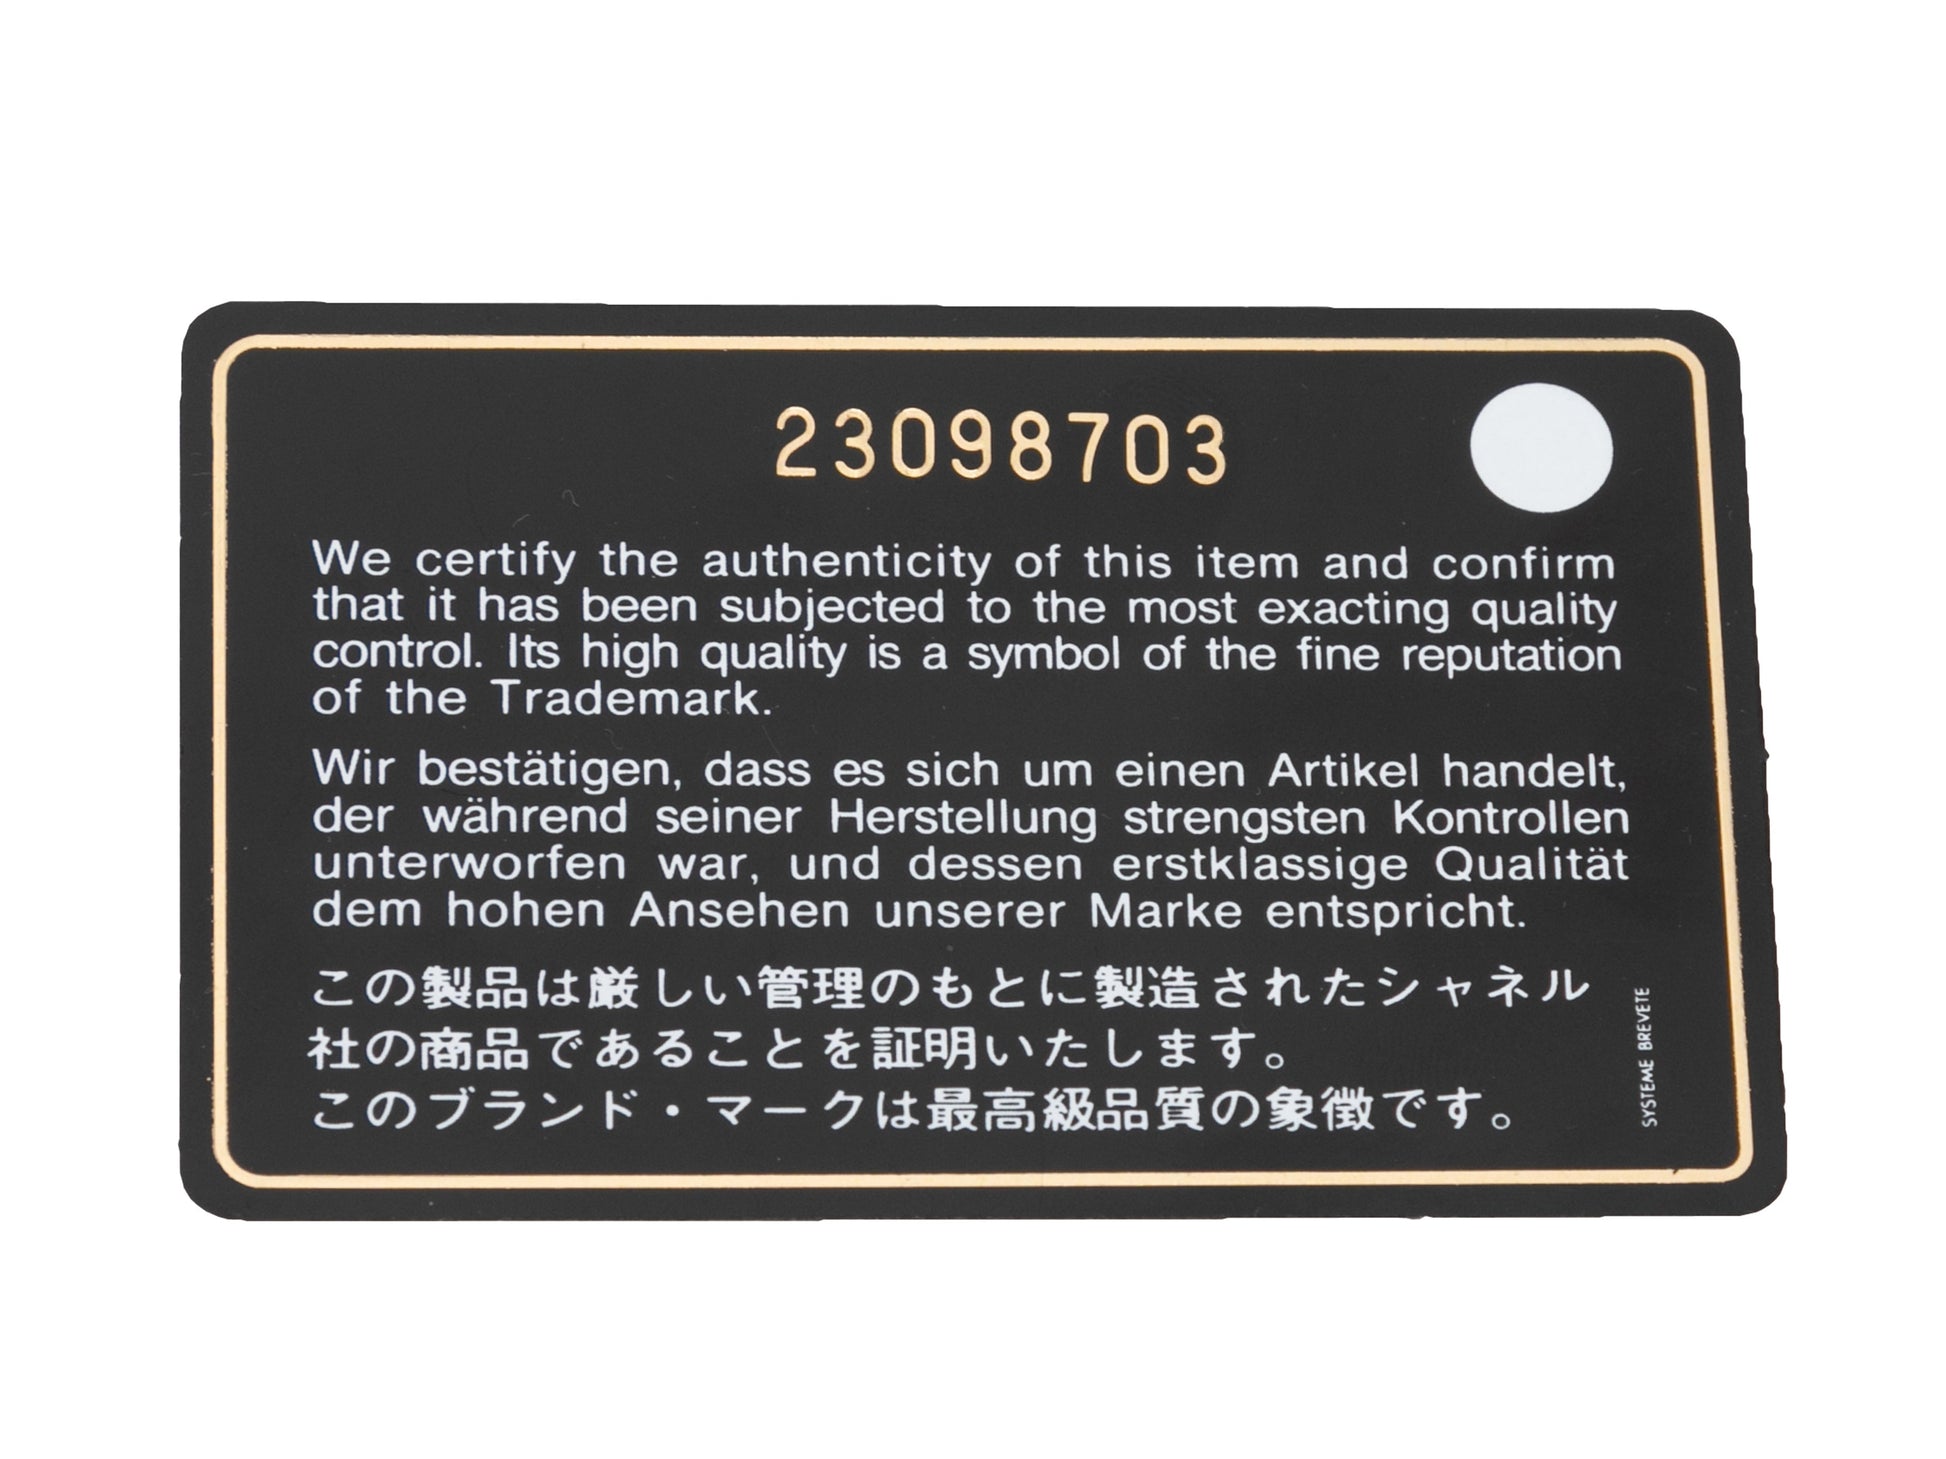 23098703
We certify the authenticity of this item and confirm
that it has been subjected to the most exacting quality
control. Its high quality is a symbol of the fine reputation
of the Trademark.
Wir bestätigen, dass es sich um einen Artikel handelt,
der während seiner Herstellung strengsten Kontrollen
unterworfen war, und dessen erstklassige Qualität
dem hohen Ansehen unserer Marke entspricht.
この製品は厳しい管理のもとに製造されたシャネル
社の商品であることを証明いたします。
このブランド・マークは最高級品質の象徴です。
SYSTEME BREVETE